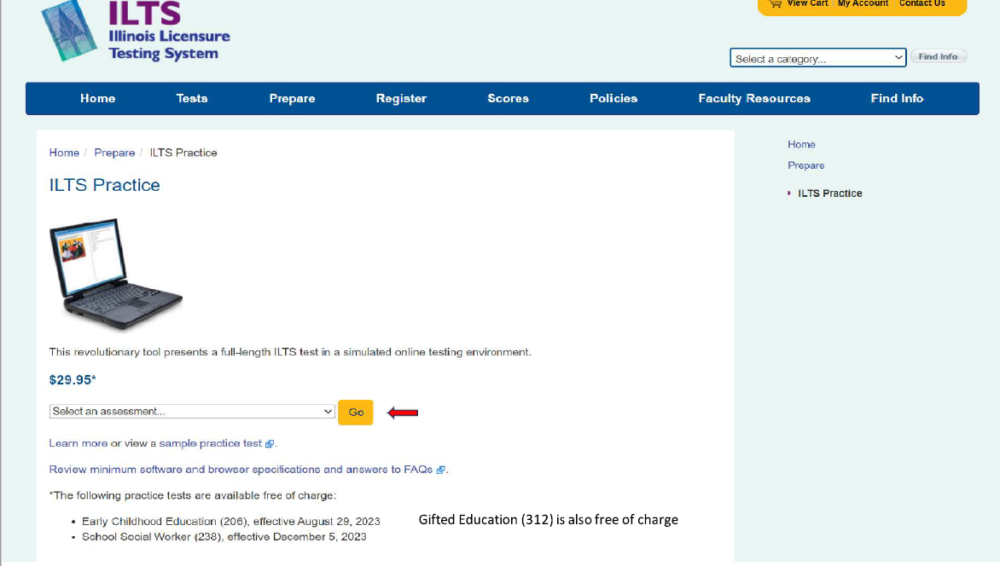 View Cart My Account Contact Us
ILTS
Illinois Licensure
Testing System
Select a category...
Find Info
Home Tests Prepare Register Scores Policies Faculty Resources Find Info
Home / Prepare / ILTS Practice
ILTS Practice
This revolutionary tool presents a full-length ILTS test in a simulated online testing environment.
$29.95*
Select an assessment... Go
Learn more or view a sample practice test.
Review minimum software and browser specifications and answers to FAQs.
*The following practice tests are available free of charge:
• Early Childhood Education (206), effective August 29, 2023
• School Social Worker (238), effective December 5, 2023
Gifted Education (312) is also free of charge
Home
Prepare
ILTS Practice